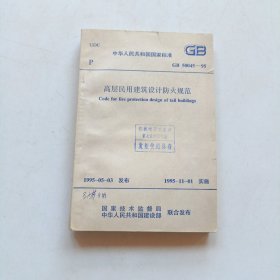 UDC
中华人民共和国国家标准
GB
P
GB 50045-95
高层民用建筑设计防火规范
Code for fire protection design of tall buildings
1995-05-03 发布
1995-11-01 实施
国家技术监督局
中华人民共和国建设部
联合发布